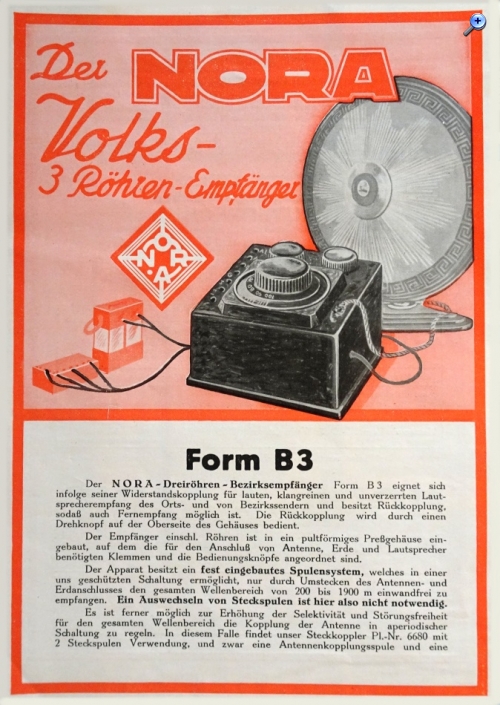 Der NORA
Volks-
3 Röhren-Empfänger
NORA
NORA
Form B3
Der NORA-Dreiröhren-Bezirksempfänger Form B3 eignet sich
infolge seiner Widerstandskopplung für lauten, klangreinen und unverzerrten Laut-
sprecherempfang des Orts- und von Bezirkssendern und besitzt Rückkopplung,
sodaß auch Fernempfang möglich ist. Die Rückkopplung wird durch einen
Drehknopf auf der Oberseite des Gehäuses bedient.
Der Empfänger einschl. Röhren ist in ein pultförmiges Preßgehäuse ein-
gebaut, auf dem die für den Anschluß von Antenne, Erde und Lautsprecher
benötigten Klemmen und die Bedienungsknöpfe angeordnet sind.
Der Apparat besitzt ein fest eingebautes Spulensystem, welches in einer
uns geschützten Schaltung ermöglicht, nur durch Umstecken des Antennen- und
Erdanschlusses den gesamten Wellenbereich von 200 bis 1900 m einwandfrei zu
empfangen. Ein Auswechseln von Steckspulen ist hier also nicht notwendig.
Es ist ferner möglich zur Erhöhung der Selektivität und Störungsfreiheit
für den gesamten Wellenbereich die Kopplung der Antenne in aperiodischer
Schaltung zu regeln. In diesem Falle findet unser Steckkoppler Pl.-Nr. 6680 mit
2 Steckspulen Verwendung, und zwar eine Antennenkopplungsspule und eine